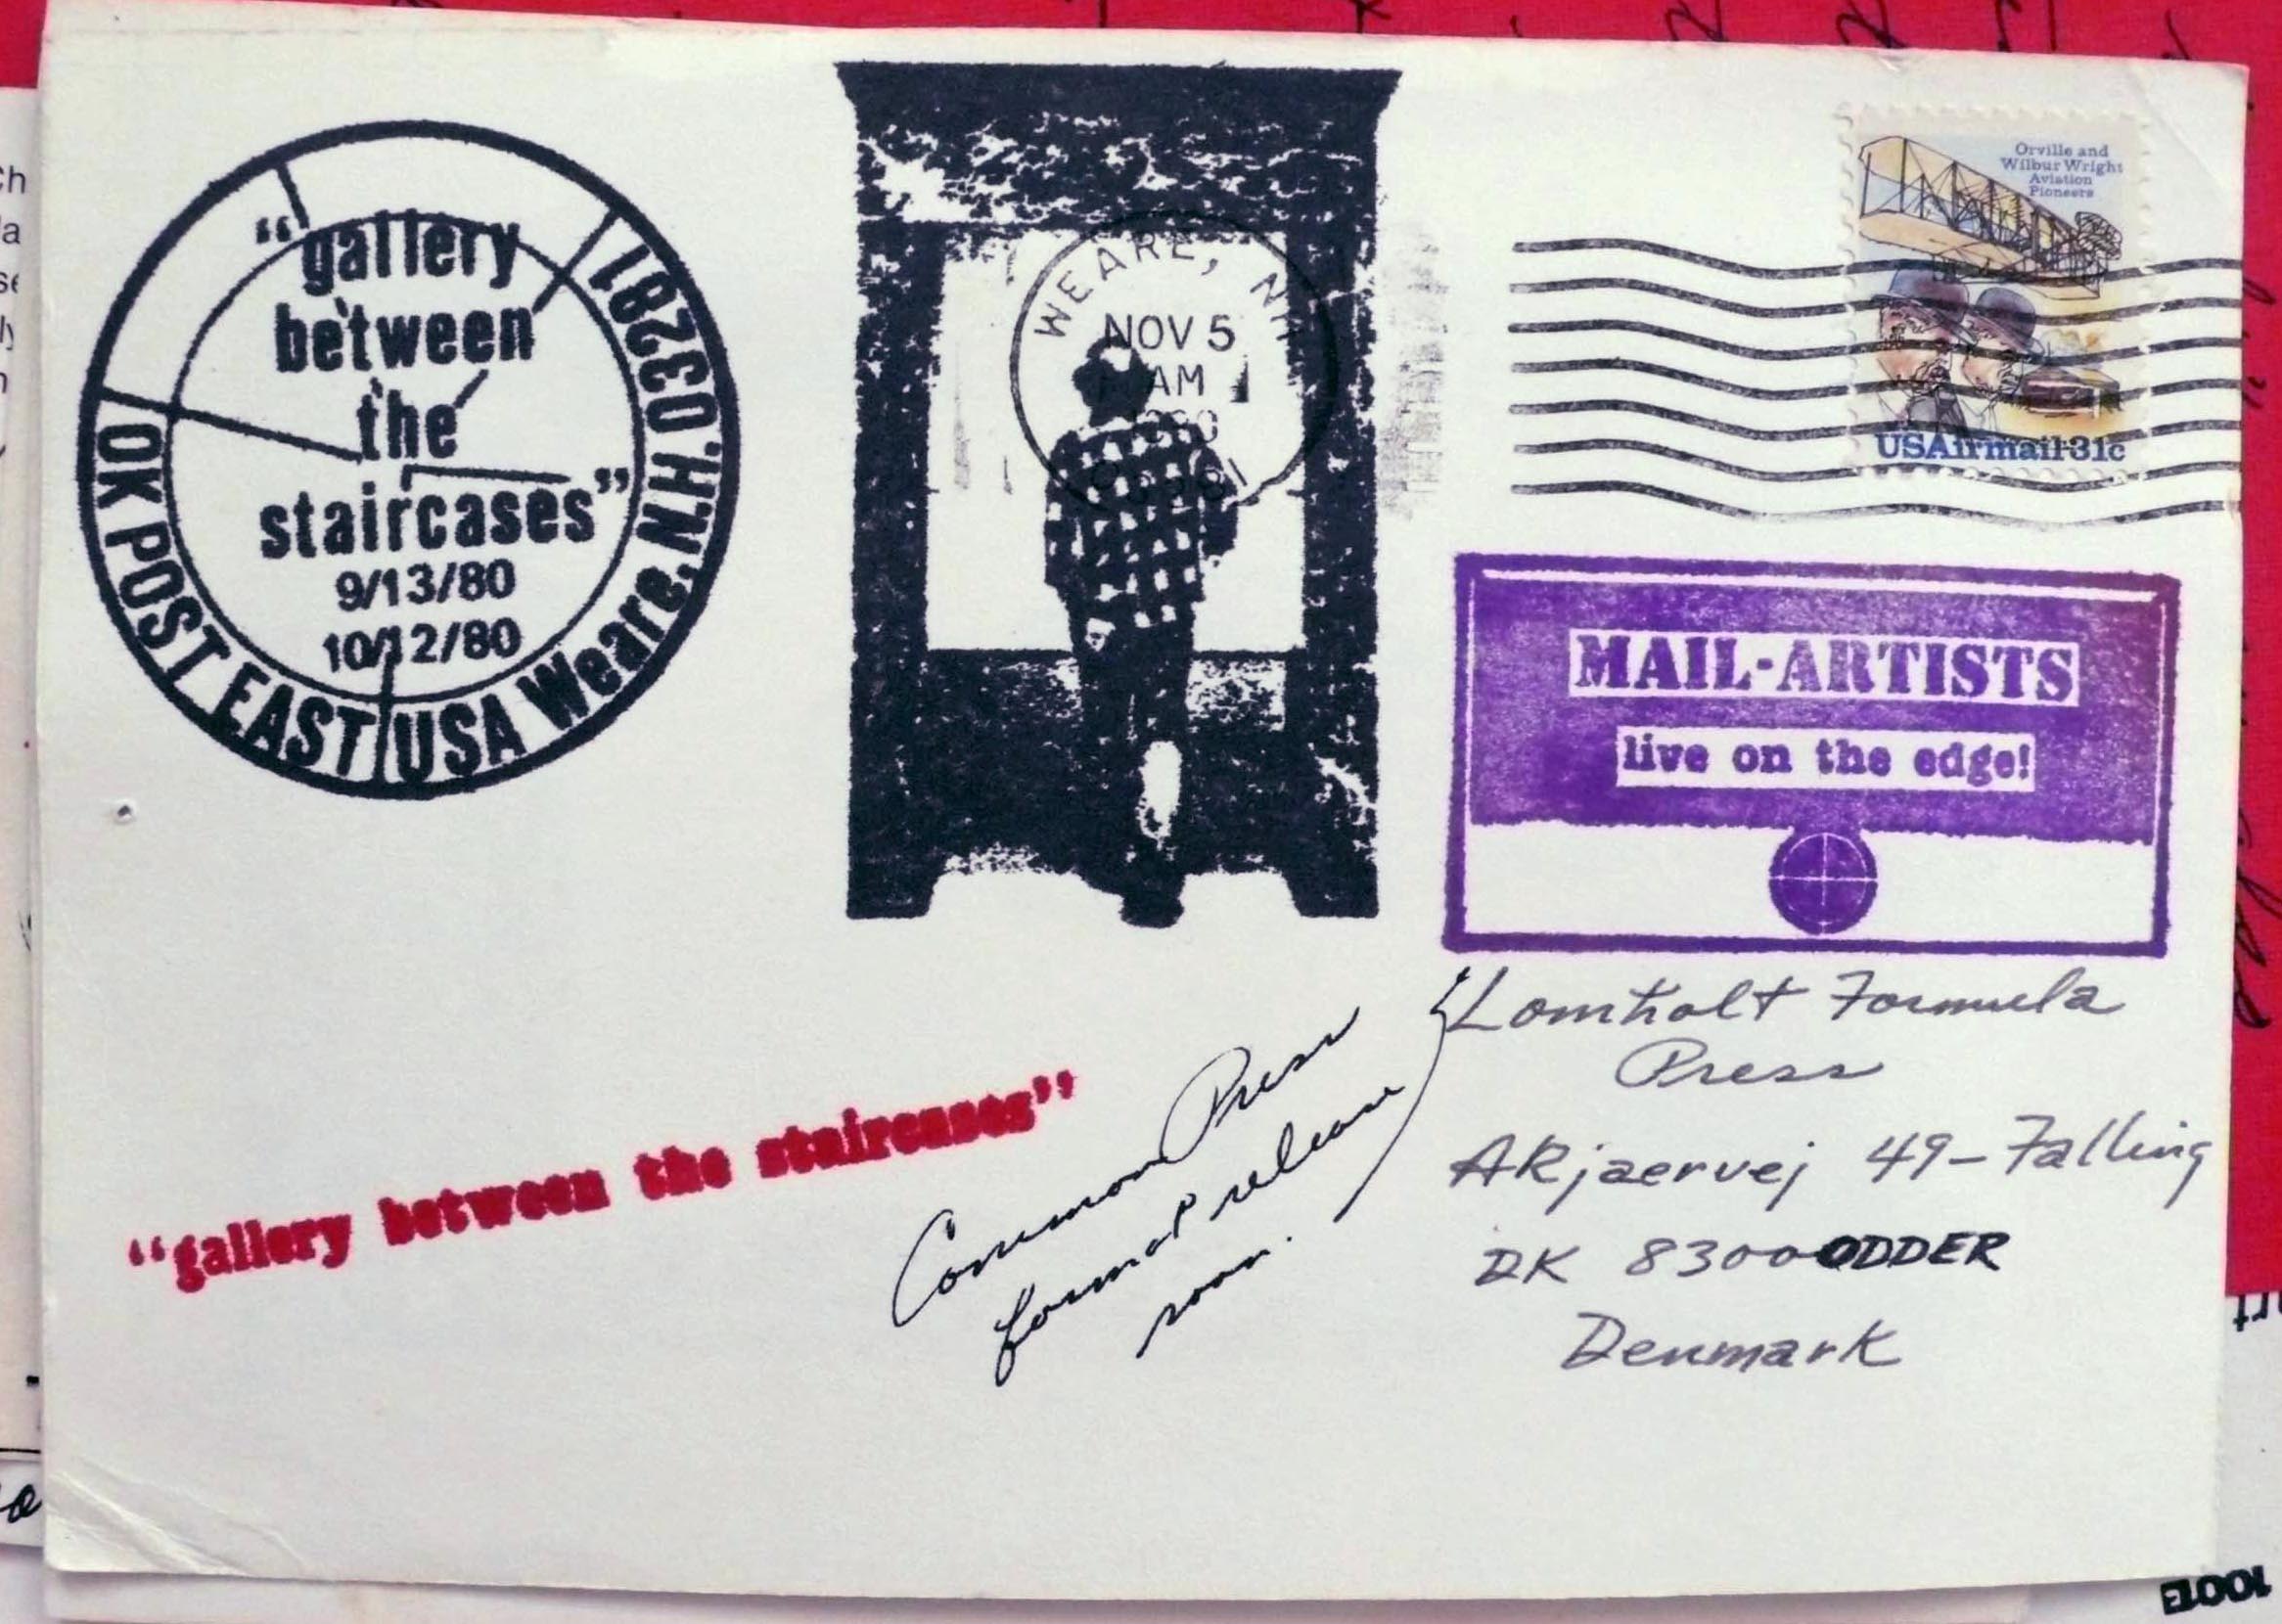 "gallery
between
the
staircases"
9/13/80
10/12/80
OK POST EAST USA Weare, N.H. 03281
WEARE, NH
NOV 5
AM
1980
03281
Orville and
Wilbur Wright
Aviation
Pioneers
USAirmail 31c
MAIL-ARTISTS
live on the edge!
"gallery between the staircases"
Common Press
format release
soon.
Lomholt Formula
Press
AKjaervej 49-Falling
DK 8300 ODDER
Denmark